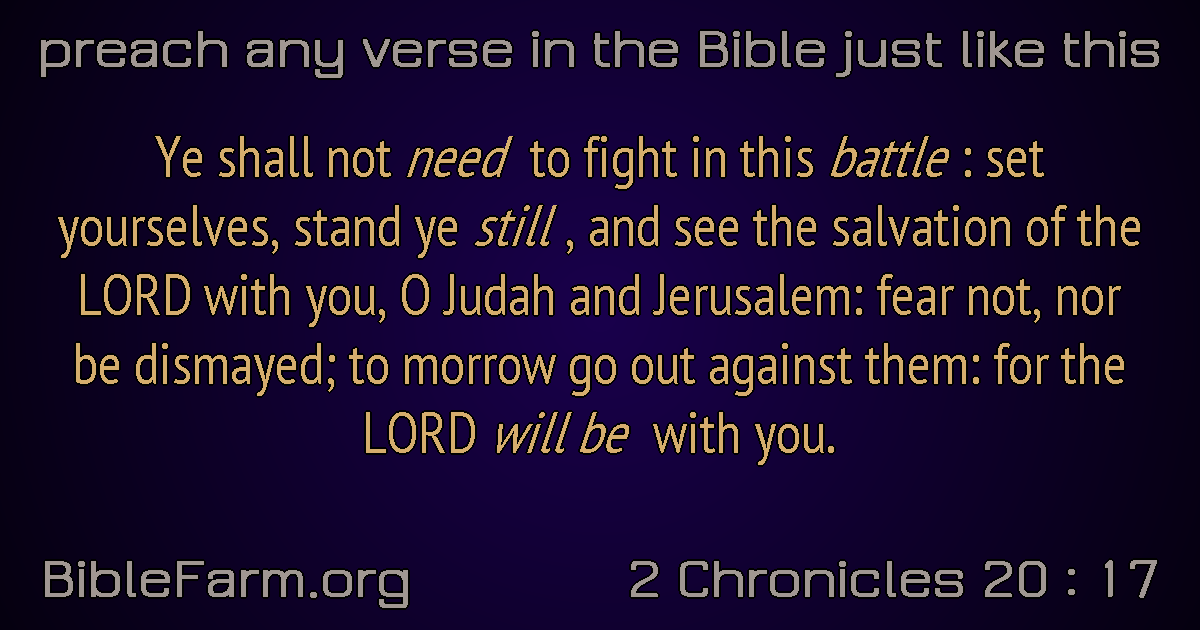 preach any verse in the Bible just like this
Ye shall not need to fight in this battle : set
yourselves, stand ye still , and see the salvation of the
LORD with you, O Judah and Jerusalem: fear not, nor
be dismayed; to morrow go out against them: for the
LORD will be with you.
BibleFarm.org
2 Chronicles 20 : 17